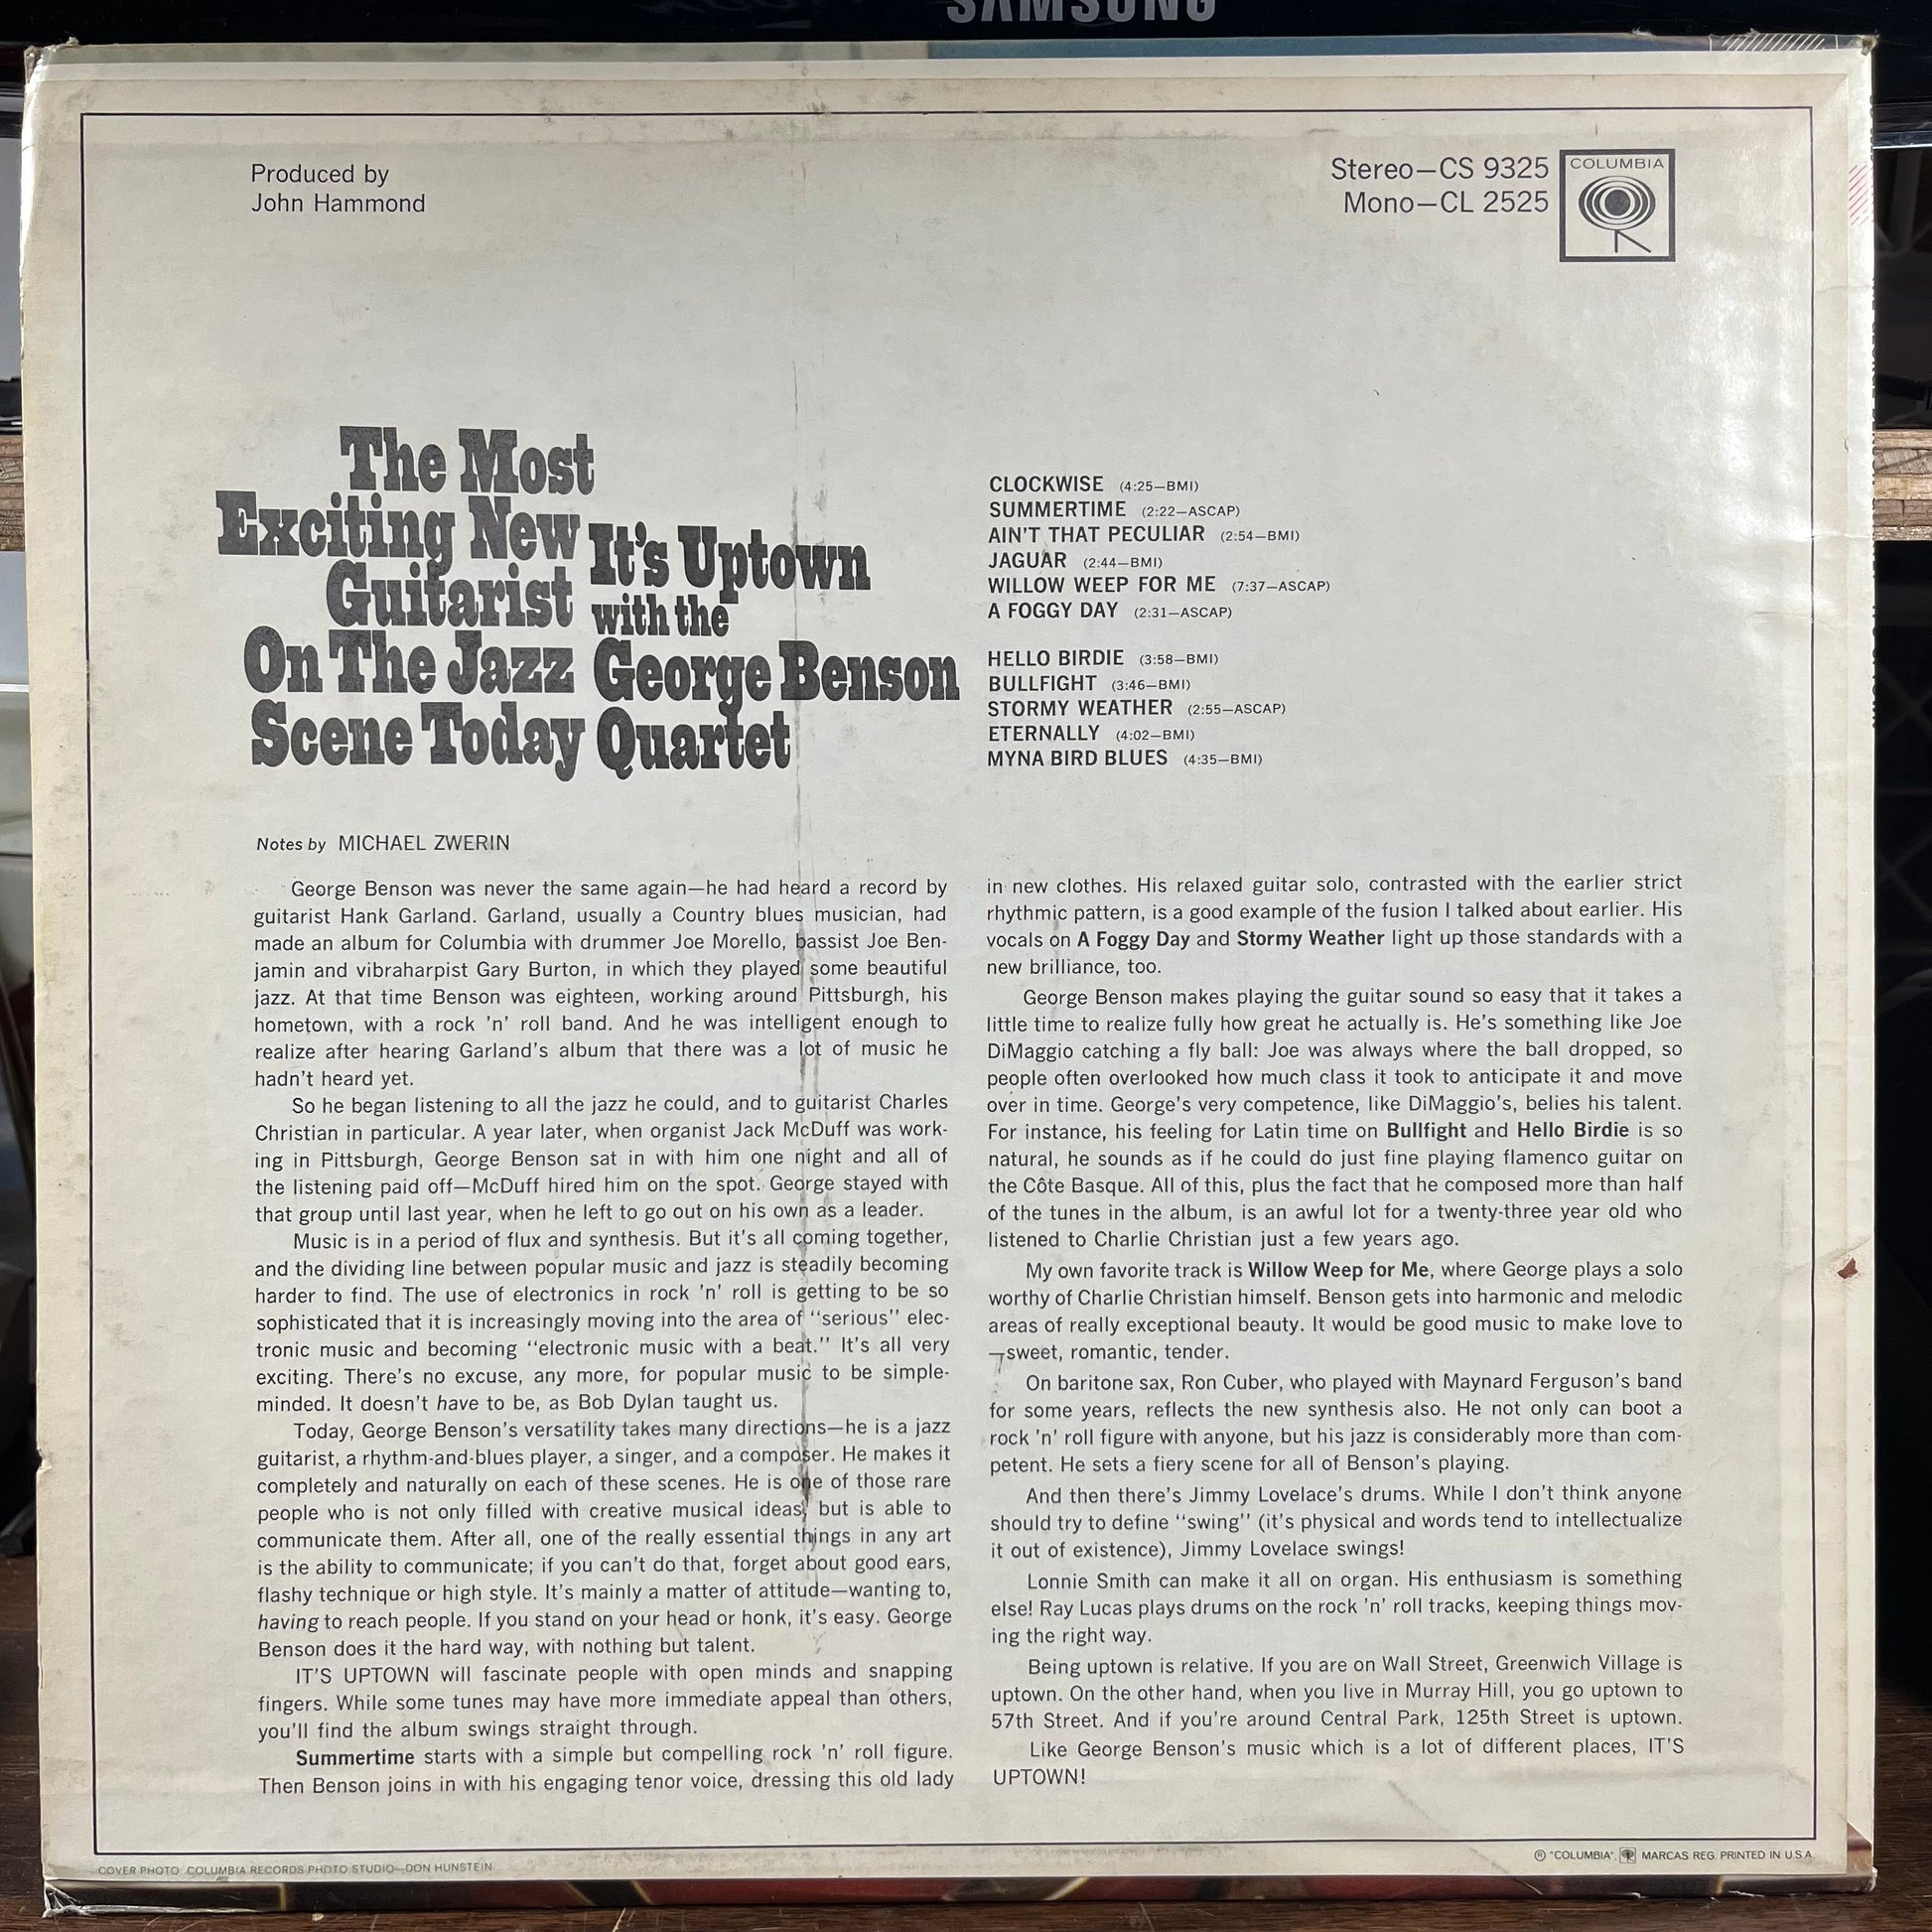 SAMSUNG
Produced by
John Hammond
Stereo—CS 9325
Mono—CL 2525
COLUMBIA
The Most
Exciting New
Guitarist
On The Jazz
Scene Today
It's Uptown
with the
George Benson
Quartet
CLOCKWISE (4:25—BMI)
SUMMERTIME (2:22—ASCAP)
AIN'T THAT PECULIAR (2:54—BMI)
JAGUAR (2:44—BMI)
WILLOW WEEP FOR ME (7:37—ASCAP)
A FOGGY DAY (2:31—ASCAP)
HELLO BIRDIE (3:58—BMI)
BULLFIGHT (3:46—BMI)
STORMY WEATHER (2:55—ASCAP)
ETERNALLY (4:02—BMI)
MYNA BIRD BLUES (4:35—BMI)
Notes by MICHAEL ZWERIN
George Benson was never the same again—he had heard a record by
guitarist Hank Garland. Garland, usually a Country blues musician, had
made an album for Columbia with drummer Joe Morello, bassist Joe Ben-
jamin and vibraharpist Gary Burton, in which they played some beautiful
jazz. At that time Benson was eighteen, working around Pittsburgh, his
hometown, with a rock 'n' roll band. And he was intelligent enough to
realize after hearing Garland's album that there was a lot of music he
hadn't heard yet.
So he began listening to all the jazz he could, and to guitarist Charles
Christian in particular. A year later, when organist Jack McDuff was work-
ing in Pittsburgh, George Benson sat in with him one night and all of
the listening paid off—McDuff hired him on the spot. George stayed with
that group until last year, when he left to go out on his own as a leader.
Music is in a period of flux and synthesis. But it's all coming together,
and the dividing line between popular music and jazz is steadily becoming
harder to find. The use of electronics in rock 'n' roll is getting to be so
sophisticated that it is increasingly moving into the area of "serious" elec-
tronic music and becoming "electronic music with a beat." It's all very
exciting. There's no excuse, any more, for popular music to be simple-
minded. It doesn't have to be, as Bob Dylan taught us.
Today, George Benson's versatility takes many directions—he is a jazz
guitarist, a rhythm-and-blues player, a singer, and a composer. He makes it
completely and naturally on each of these scenes. He is one of those rare
people who is not only filled with creative musical ideas, but is able to
communicate them. After all, one of the really essential things in any art
is the ability to communicate; if you can't do that, forget about good ears,
flashy technique or high style. It's mainly a matter of attitude—wanting to,
having to reach people. If you stand on your head or honk, it's easy. George
Benson does it the hard way, with nothing but talent.
IT'S UPTOWN will fascinate people with open minds and snapping
fingers. While some tunes may have more immediate appeal than others,
you'll find the album swings straight through.
Summertime starts with a simple but compelling rock 'n' roll figure.
Then Benson joins in with his engaging tenor voice, dressing this old lady
in new clothes. His relaxed guitar solo, contrasted with the earlier strict
rhythmic pattern, is a good example of the fusion I talked about earlier. His
vocals on A Foggy Day and Stormy Weather light up those standards with a
new brilliance, too.
George Benson makes playing the guitar sound so easy that it takes a
little time to realize fully how great he actually is. He's something like Joe
DiMaggio catching a fly ball: Joe was always where the ball dropped, so
people often overlooked how much class it took to anticipate it and move
over in time. George's very competence, like DiMaggio's, belies his talent.
For instance, his feeling for Latin time on Bullfight and Hello Birdie is so
natural, he sounds as if he could do just fine playing flamenco guitar on
the Côte Basque. All of this, plus the fact that he composed more than half
of the tunes in the album, is an awful lot for a twenty-three year old who
listened to Charlie Christian just a few years ago.
My own favorite track is Willow Weep for Me, where George plays a solo
worthy of Charlie Christian himself. Benson gets into harmonic and melodic
areas of really exceptional beauty. It would be good music to make love to
—sweet, romantic, tender.
On baritone sax, Ron Cuber, who played with Maynard Ferguson's band
for some years, reflects the new synthesis also. He not only can boot a
rock 'n' roll figure with anyone, but his jazz is considerably more than com-
petent. He sets a fiery scene for all of Benson's playing.
And then there's Jimmy Lovelace's drums. While I don't think anyone
should try to define "swing" (it's physical and words tend to intellectualize
it out of existence), Jimmy Lovelace swings!
Lonnie Smith can make it all on organ. His enthusiasm is something
else! Ray Lucas plays drums on the rock 'n' roll tracks, keeping things mov-
ing the right way.
Being uptown is relative. If you are on Wall Street, Greenwich Village is
uptown. On the other hand, when you live in Murray Hill, you go uptown to
57th Street. And if you're around Central Park, 125th Street is uptown.
Like George Benson's music which is a lot of different places, IT'S
UPTOWN!
COVER PHOTO: COLUMBIA RECORDS PHOTO STUDIO—DON HUNSTEIN
® "COLUMBIA", MARCAS REG. PRINTED IN U.S.A.